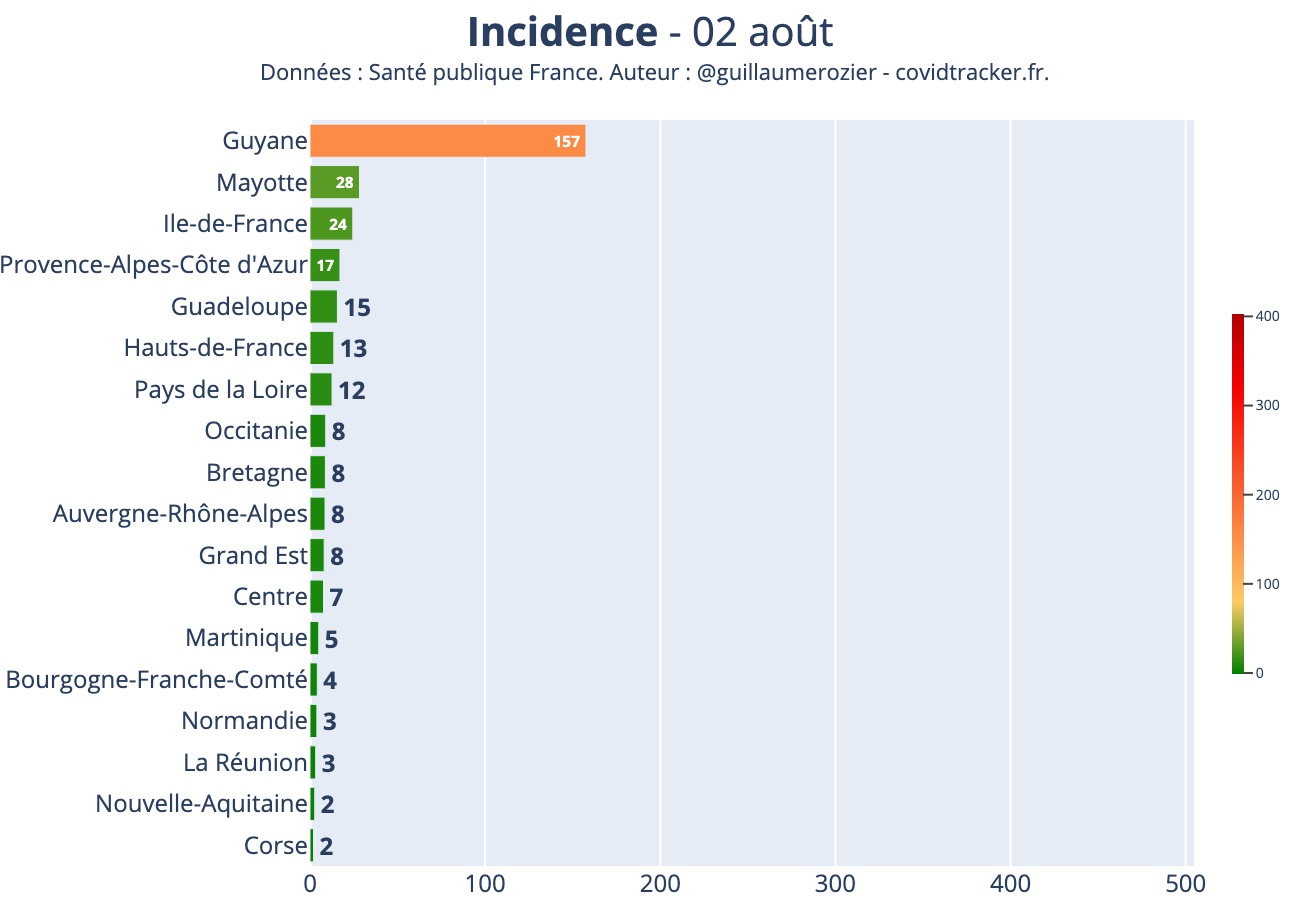 Incidence - 02 août
Données : Santé publique France. Auteur : @guillaumerozier - covidtracker.fr.
Guyane 157
Mayotte 28
Ile-de-France 24
Provence-Alpes-Côte d'Azur 17
Guadeloupe 15
Hauts-de-France 13
Pays de la Loire 12
Occitanie 8
Bretagne 8
Auvergne-Rhône-Alpes 8
Grand Est 8
Centre 7
Martinique 5
Bourgogne-Franche-Comté 4
Normandie 3
La Réunion 3
Nouvelle-Aquitaine 2
Corse 2
0 100 200 300 400 500
400
300
200
100
0